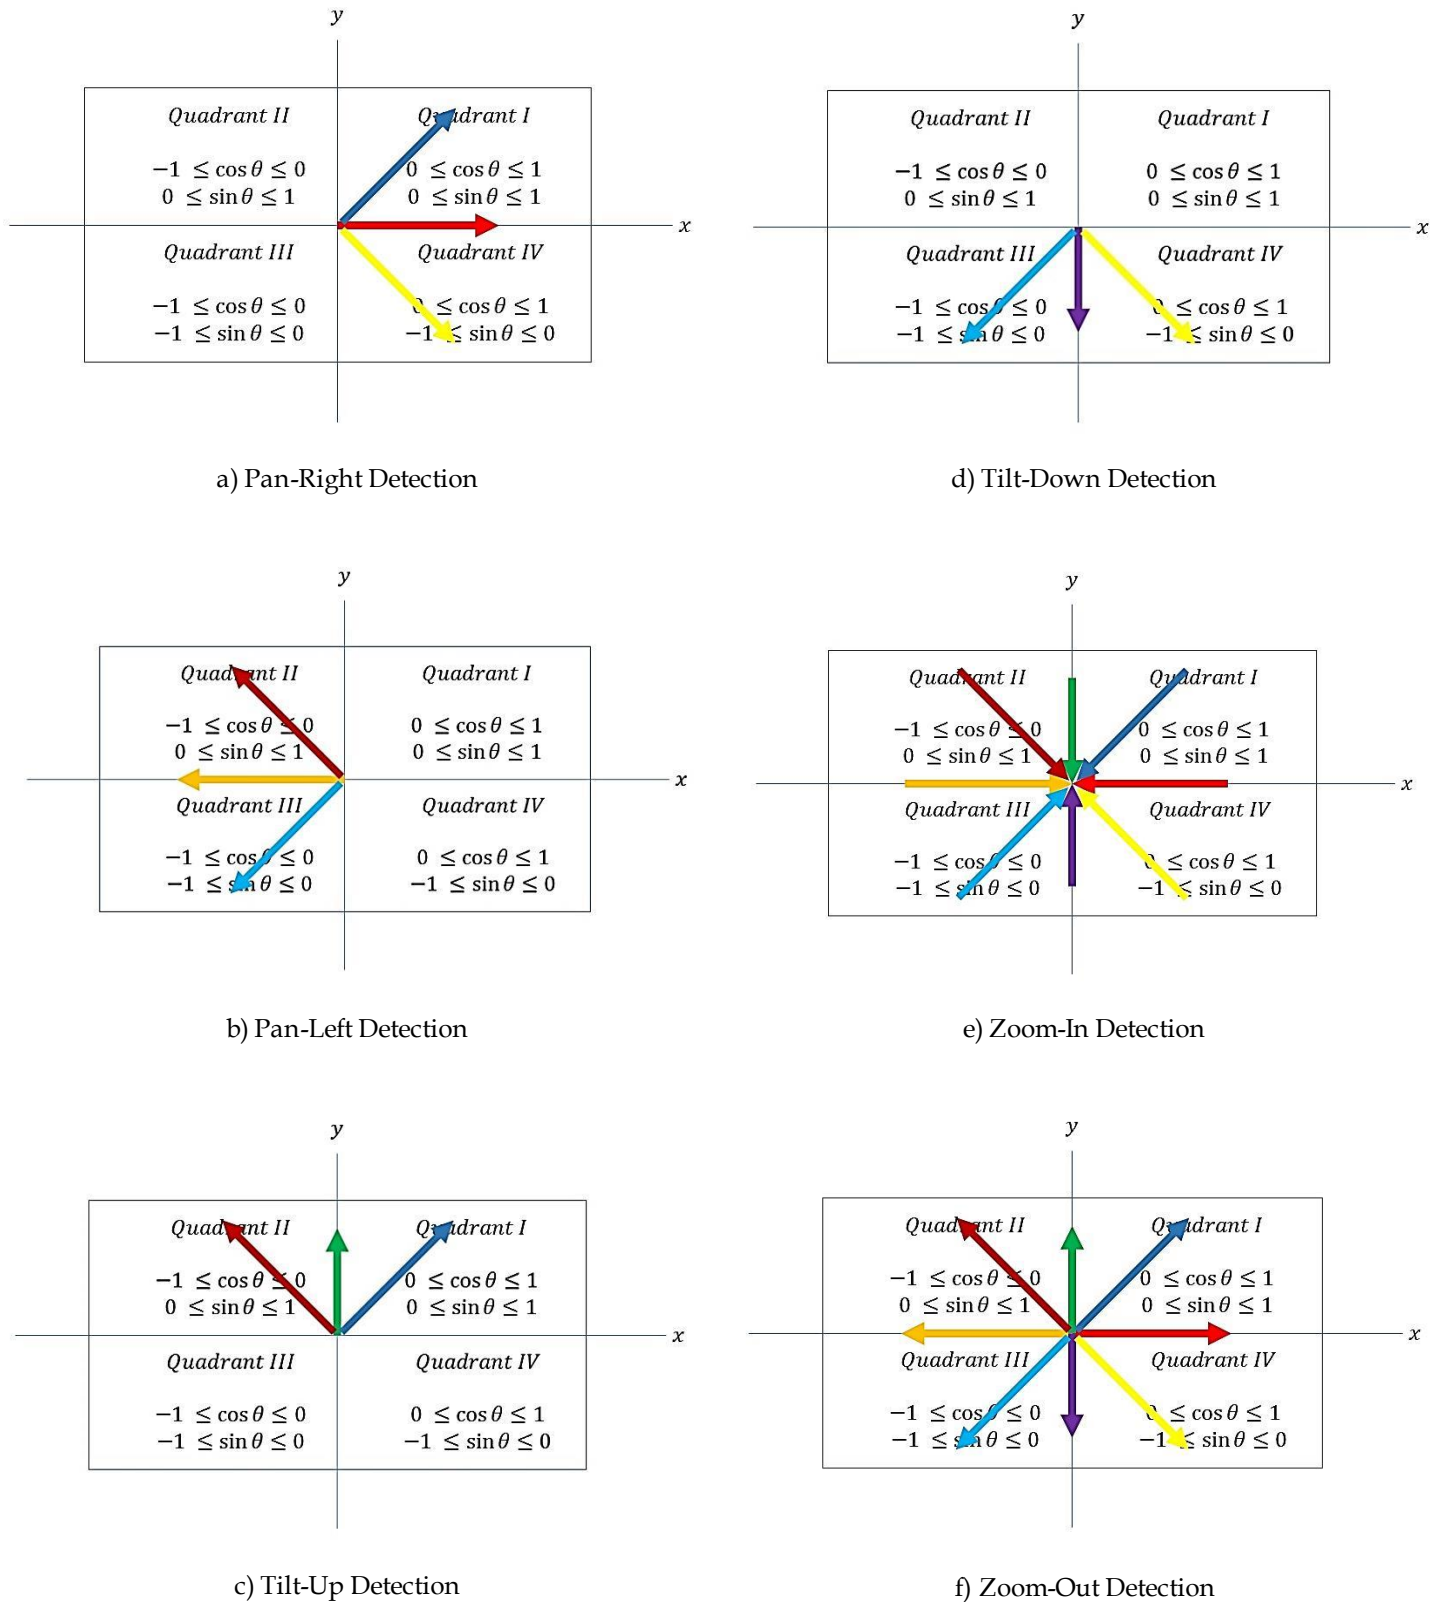 y
Quadrant II Quadrant I
−1 ≤ cos θ ≤ 0 0 ≤ cos θ ≤ 1
0 ≤ sin θ ≤ 1 0 ≤ sin θ ≤ 1
x
Quadrant III Quadrant IV
−1 ≤ cos θ ≤ 0 0 ≤ cos θ ≤ 1
−1 ≤ sin θ ≤ 0 −1 ≤ sin θ ≤ 0
a) Pan-Right Detection
y
Quadrant II Quadrant I
−1 ≤ cos θ ≤ 0 0 ≤ cos θ ≤ 1
0 ≤ sin θ ≤ 1 0 ≤ sin θ ≤ 1
x
Quadrant III Quadrant IV
−1 ≤ cos θ ≤ 0 0 ≤ cos θ ≤ 1
−1 ≤ sin θ ≤ 0 −1 ≤ sin θ ≤ 0
d) Tilt-Down Detection
y
Quadrant II Quadrant I
−1 ≤ cos θ ≤ 0 0 ≤ cos θ ≤ 1
0 ≤ sin θ ≤ 1 0 ≤ sin θ ≤ 1
x
Quadrant III Quadrant IV
−1 ≤ cos θ ≤ 0 0 ≤ cos θ ≤ 1
−1 ≤ sin θ ≤ 0 −1 ≤ sin θ ≤ 0
b) Pan-Left Detection
y
Quadrant II Quadrant I
−1 ≤ cos θ ≤ 0 0 ≤ cos θ ≤ 1
0 ≤ sin θ ≤ 1 0 ≤ sin θ ≤ 1
x
Quadrant III Quadrant IV
−1 ≤ cos θ ≤ 0 0 ≤ cos θ ≤ 1
−1 ≤ sin θ ≤ 0 −1 ≤ sin θ ≤ 0
e) Zoom-In Detection
y
Quadrant II Quadrant I
−1 ≤ cos θ ≤ 0 0 ≤ cos θ ≤ 1
0 ≤ sin θ ≤ 1 0 ≤ sin θ ≤ 1
x
Quadrant III Quadrant IV
−1 ≤ cos θ ≤ 0 0 ≤ cos θ ≤ 1
−1 ≤ sin θ ≤ 0 −1 ≤ sin θ ≤ 0
c) Tilt-Up Detection
y
Quadrant II Quadrant I
−1 ≤ cos θ ≤ 0 0 ≤ cos θ ≤ 1
0 ≤ sin θ ≤ 1 0 ≤ sin θ ≤ 1
x
Quadrant III Quadrant IV
−1 ≤ cos θ ≤ 0 0 ≤ cos θ ≤ 1
−1 ≤ sin θ ≤ 0 −1 ≤ sin θ ≤ 0
f) Zoom-Out Detection